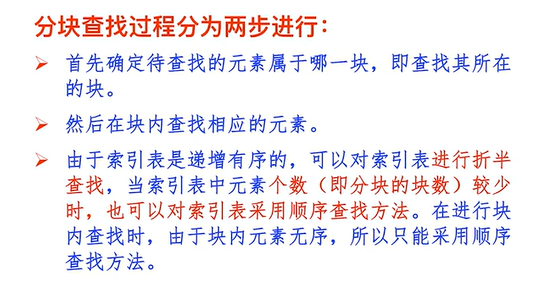 分块查找过程分为两步进行：
➢ 首先确定待查找的元素属于哪一块，即查找其所在
的块。
➢ 然后在块内查找相应的元素。
➢ 由于索引表是递增有序的，可以对索引表进行折半
查找，当索引表中元素个数（即分块的块数）较少
时，也可以对索引表采用顺序查找方法。在进行块
内查找时，由于块内元素无序，所以只能采用顺序
查找方法。